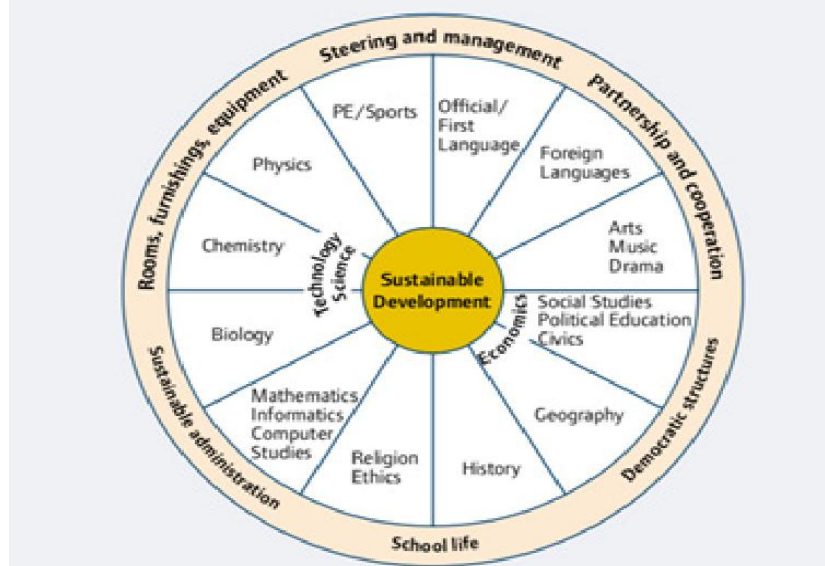 Steering and management
Partnership and cooperation
Democratic structures
School life
Sustainable administration
Rooms, furnishings, equipment
PE/Sports
Official/
First
Language
Foreign
Languages
Arts
Music
Drama
Social Studies
Political Education
Civics
Geography
History
Religion
Ethics
Mathematics
Informatics
Computer
Studies
Biology
Chemistry
Physics
Technology
Science
Economics
Sustainable
Development